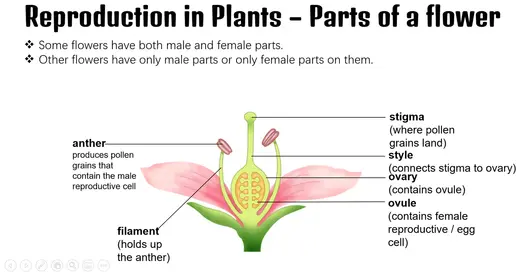 Reproduction in Plants – Parts of a flower
❖ Some flowers have both male and female parts.
❖ Other flowers have only male parts or only female parts on them.
anther
produces pollen
grains that
contain the male
reproductive cell
filament
(holds up
the anther)
stigma
(where pollen
grains land)
style
(connects stigma to ovary)
ovary
(contains ovule)
ovule
(contains female
reproductive / egg
cell)